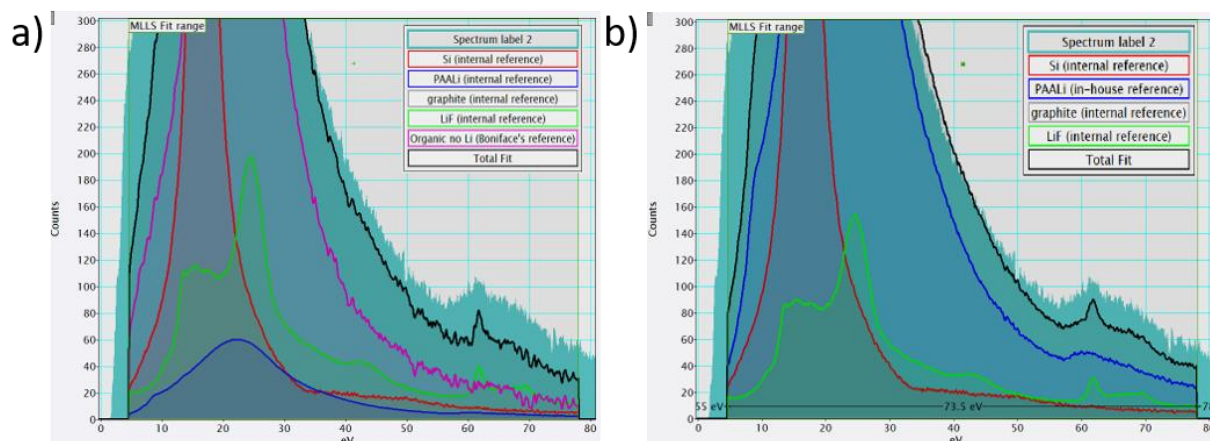 a)
MLLS Fit range
Spectrum label 2
Si (internal reference)
PAALi (internal reference)
graphite (internal reference)
LiF (internal reference)
Organic no Li (Boniface's reference)
Total Fit
300
280
260
240
220
200
180
160
140
120
100
80
60
40
20
0
Counts
0 10 20 30 40 50 60 70 80
eV
b)
MLLS Fit range
Spectrum label 2
Si (internal reference)
PAALi (in-house reference)
graphite (internal reference)
LiF (internal reference)
Total Fit
300
280
260
240
220
200
180
160
140
120
100
80
60
40
20
0
Counts
55 eV
73.5 eV
0 10 20 30 40 50 60 70 80
eV